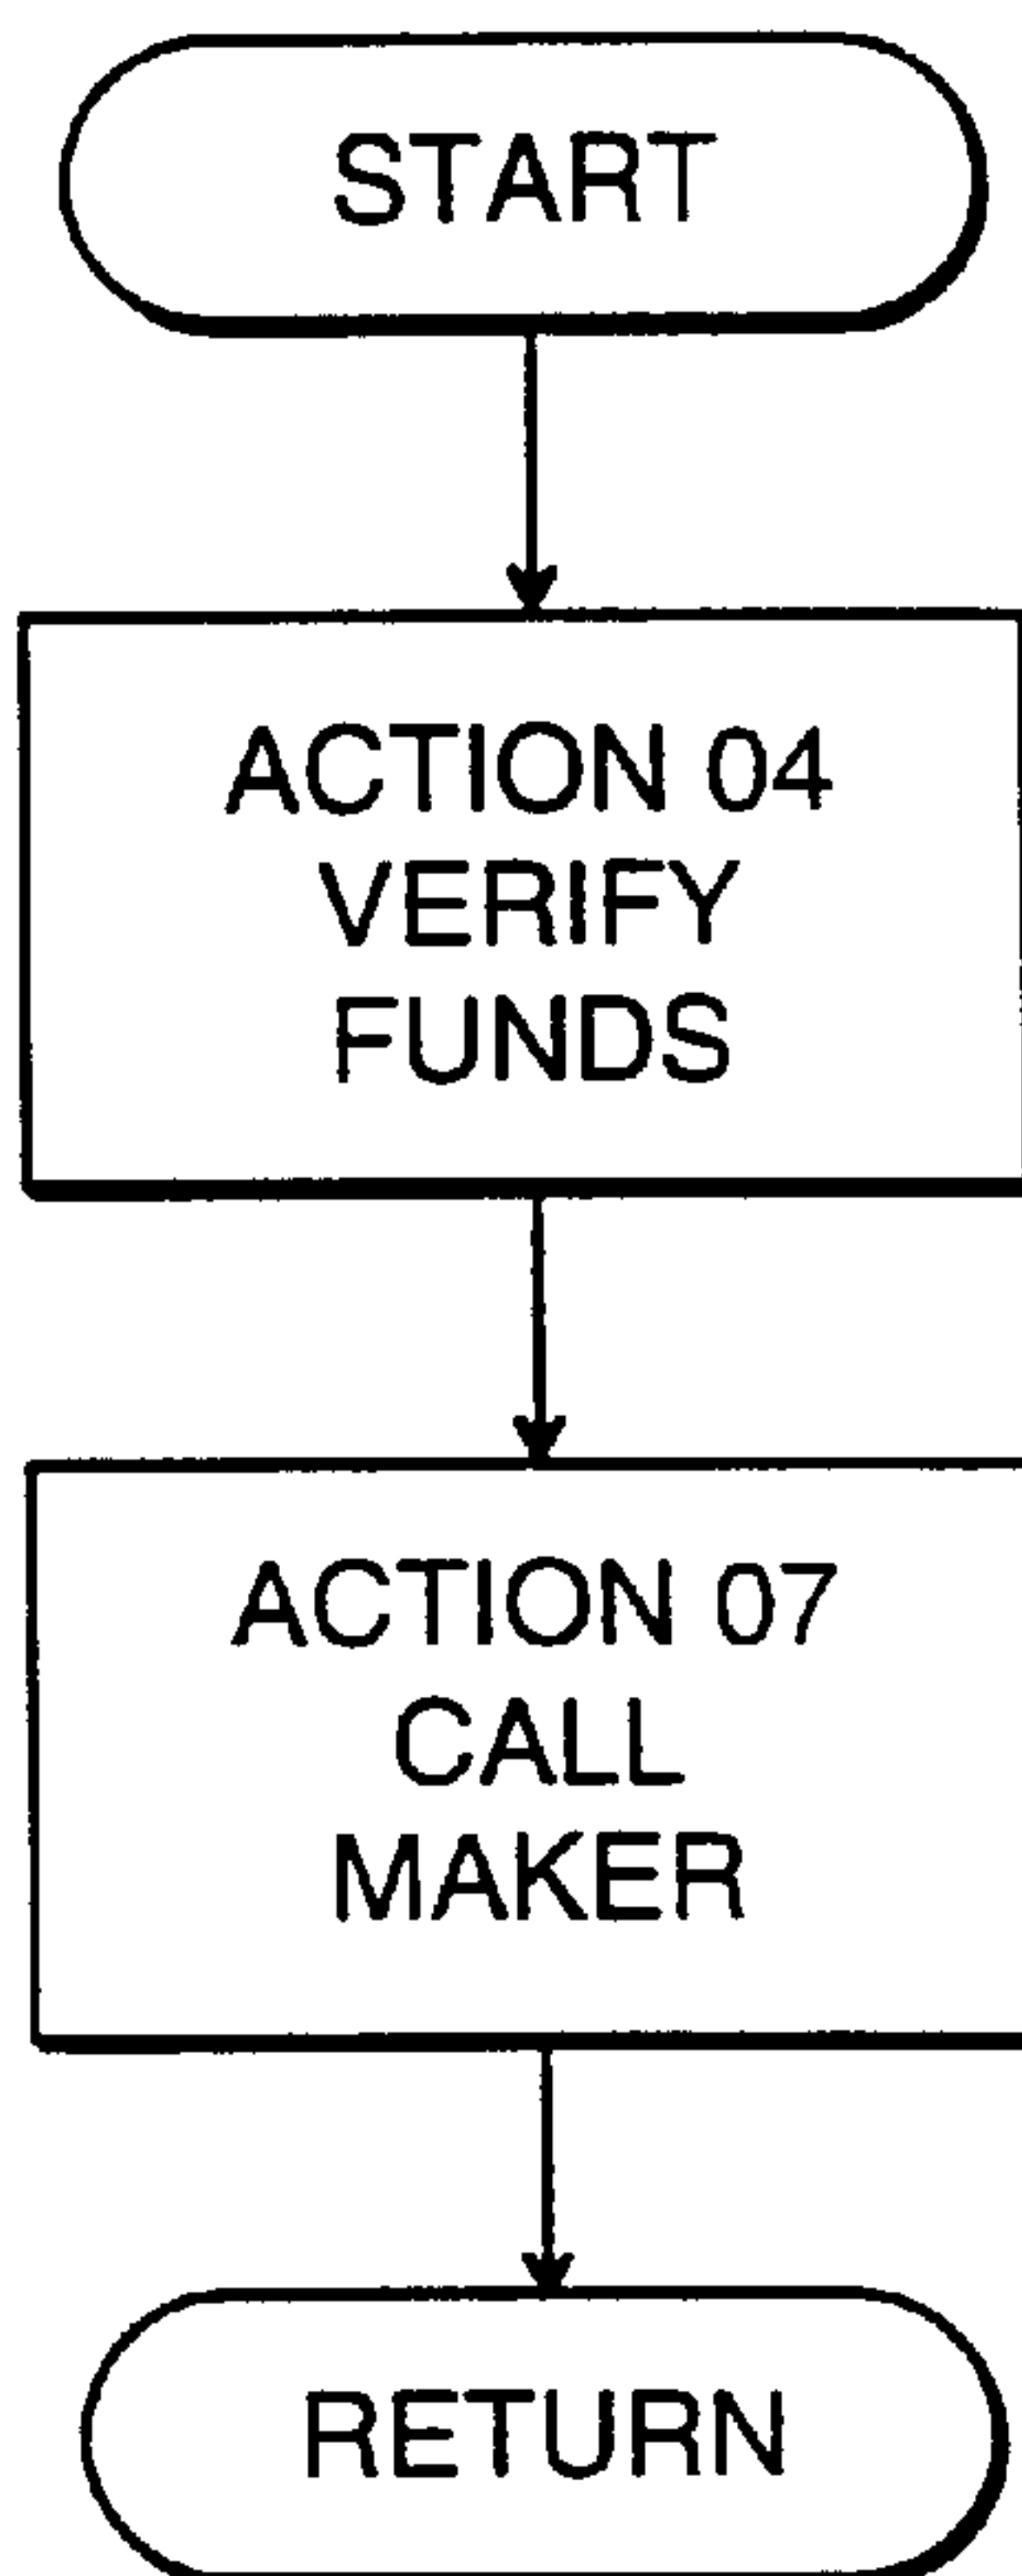 START
ACTION 04
VERIFY
FUNDS
ACTION 07
CALL
MAKER
RETURN